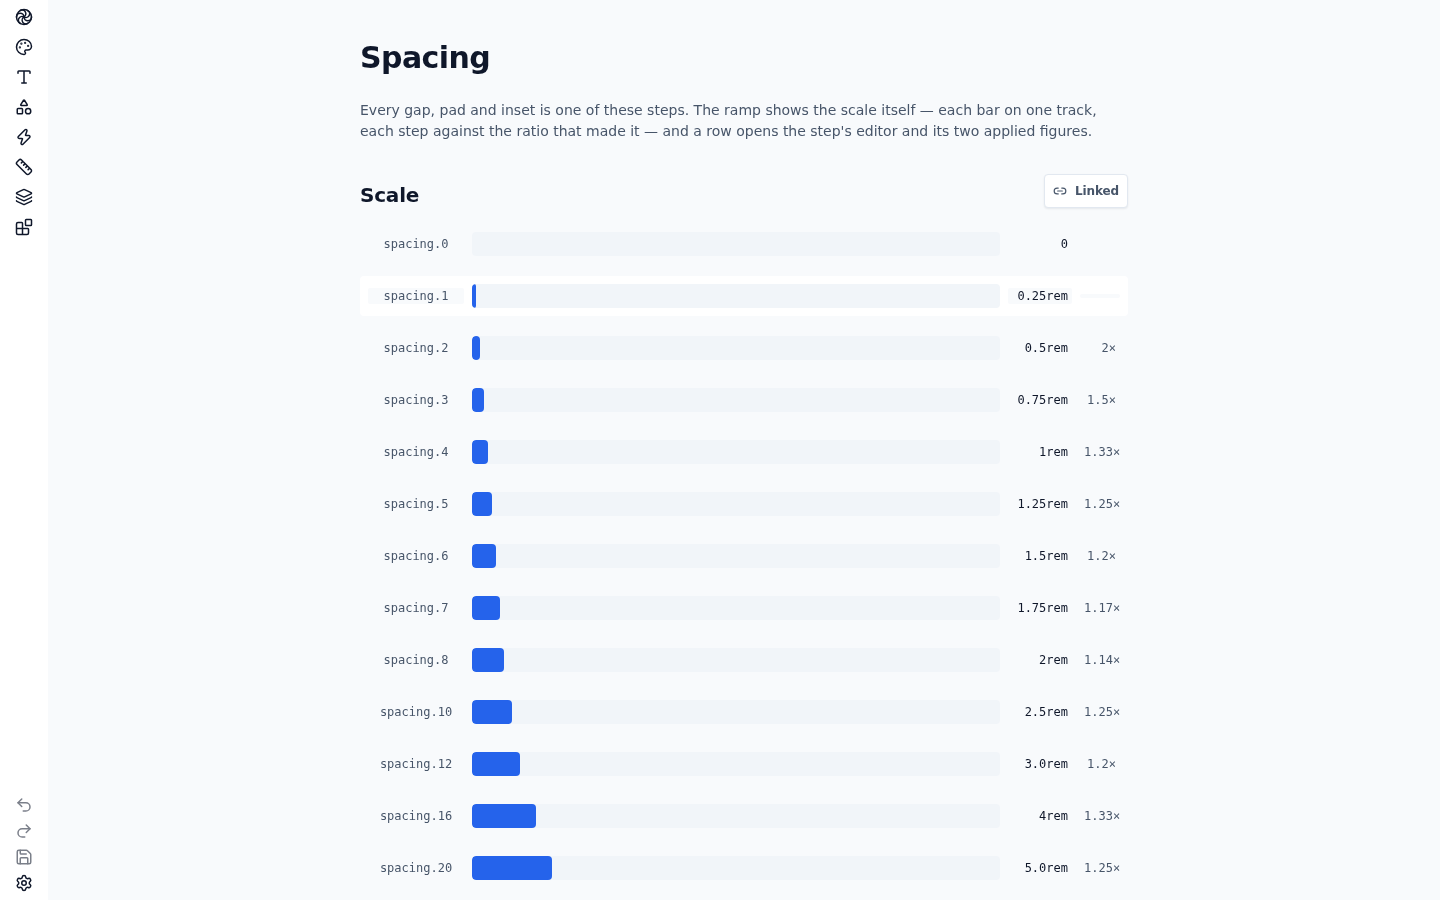 Spacing
Every gap, pad and inset is one of these steps. The ramp shows the scale itself — each bar on one track,
each step against the ratio that made it — and a row opens the step's editor and its two applied figures.
Scale
Linked
spacing.0 0
spacing.1 0.25rem
spacing.2 0.5rem 2×
spacing.3 0.75rem 1.5×
spacing.4 1rem 1.33×
spacing.5 1.25rem 1.25×
spacing.6 1.5rem 1.2×
spacing.7 1.75rem 1.17×
spacing.8 2rem 1.14×
spacing.10 2.5rem 1.25×
spacing.12 3.0rem 1.2×
spacing.16 4rem 1.33×
spacing.20 5.0rem 1.25×